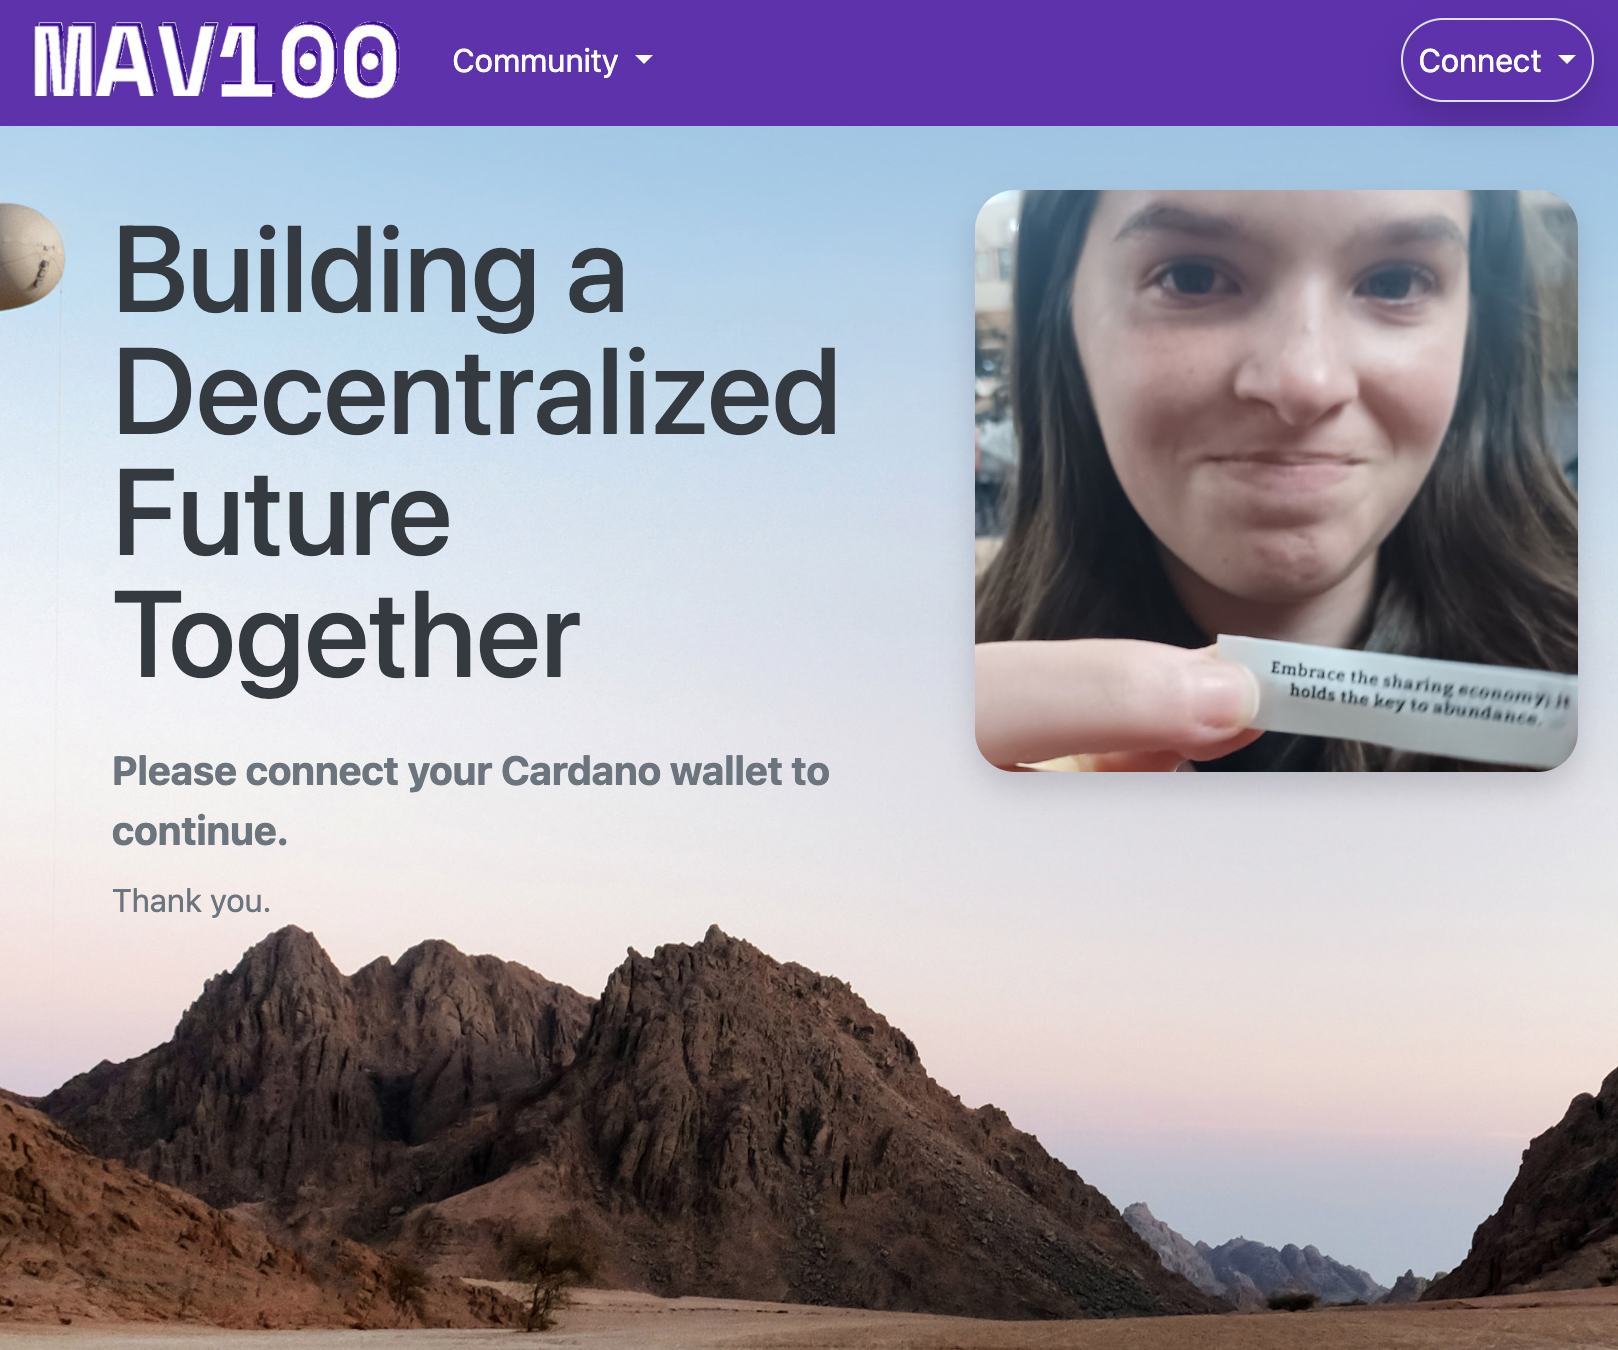 MAV100
Community
Connect
Building a
Decentralized
Future
Together
Please connect your Cardano wallet to
continue.
Thank you.
Embrace the sharing economy; it
holds the key to abundance.